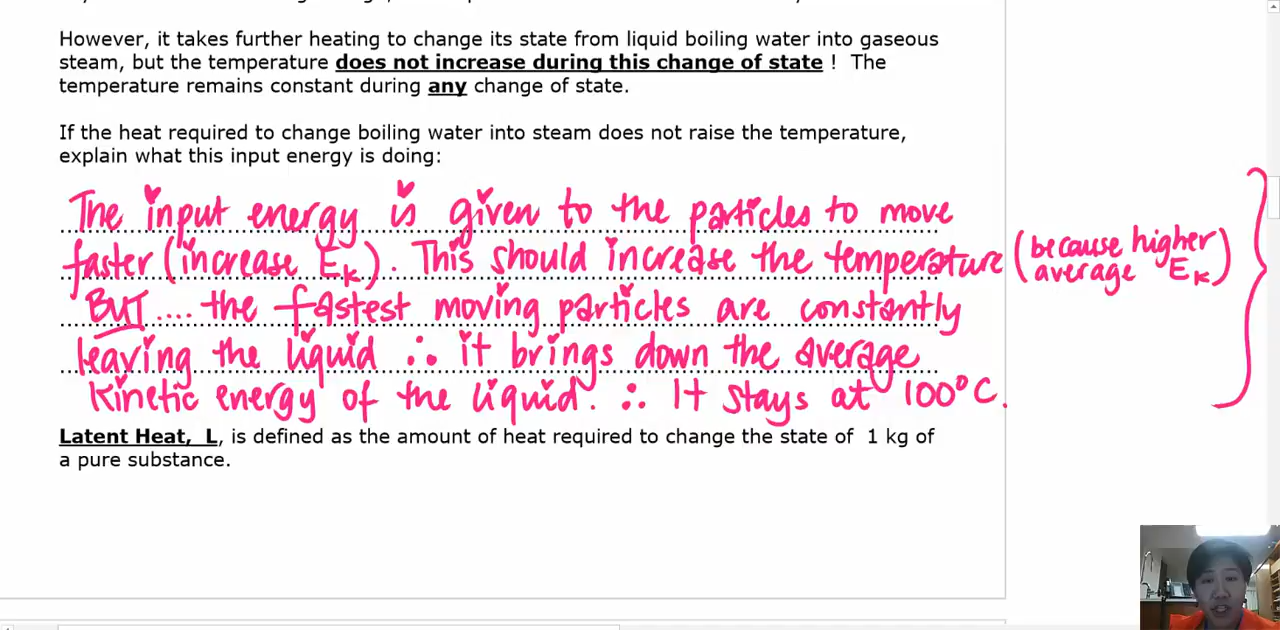 However, it takes further heating to change its state from liquid boiling water into gaseous
steam, but the temperature does not increase during this change of state ! The
temperature remains constant during any change of state.
If the heat required to change boiling water into steam does not raise the temperature,
explain what this input energy is doing:
The input energy is given to the particles to move
faster (increase EK). This should increase the temperature (because higher
average EK)
BUT.... the fastest moving particles are constantly
leaving the liquid ∴ it brings down the average
kinetic energy of the liquid. ∴ It stays at 100°C.
Latent Heat, L, is defined as the amount of heat required to change the state of 1 kg of
a pure substance.